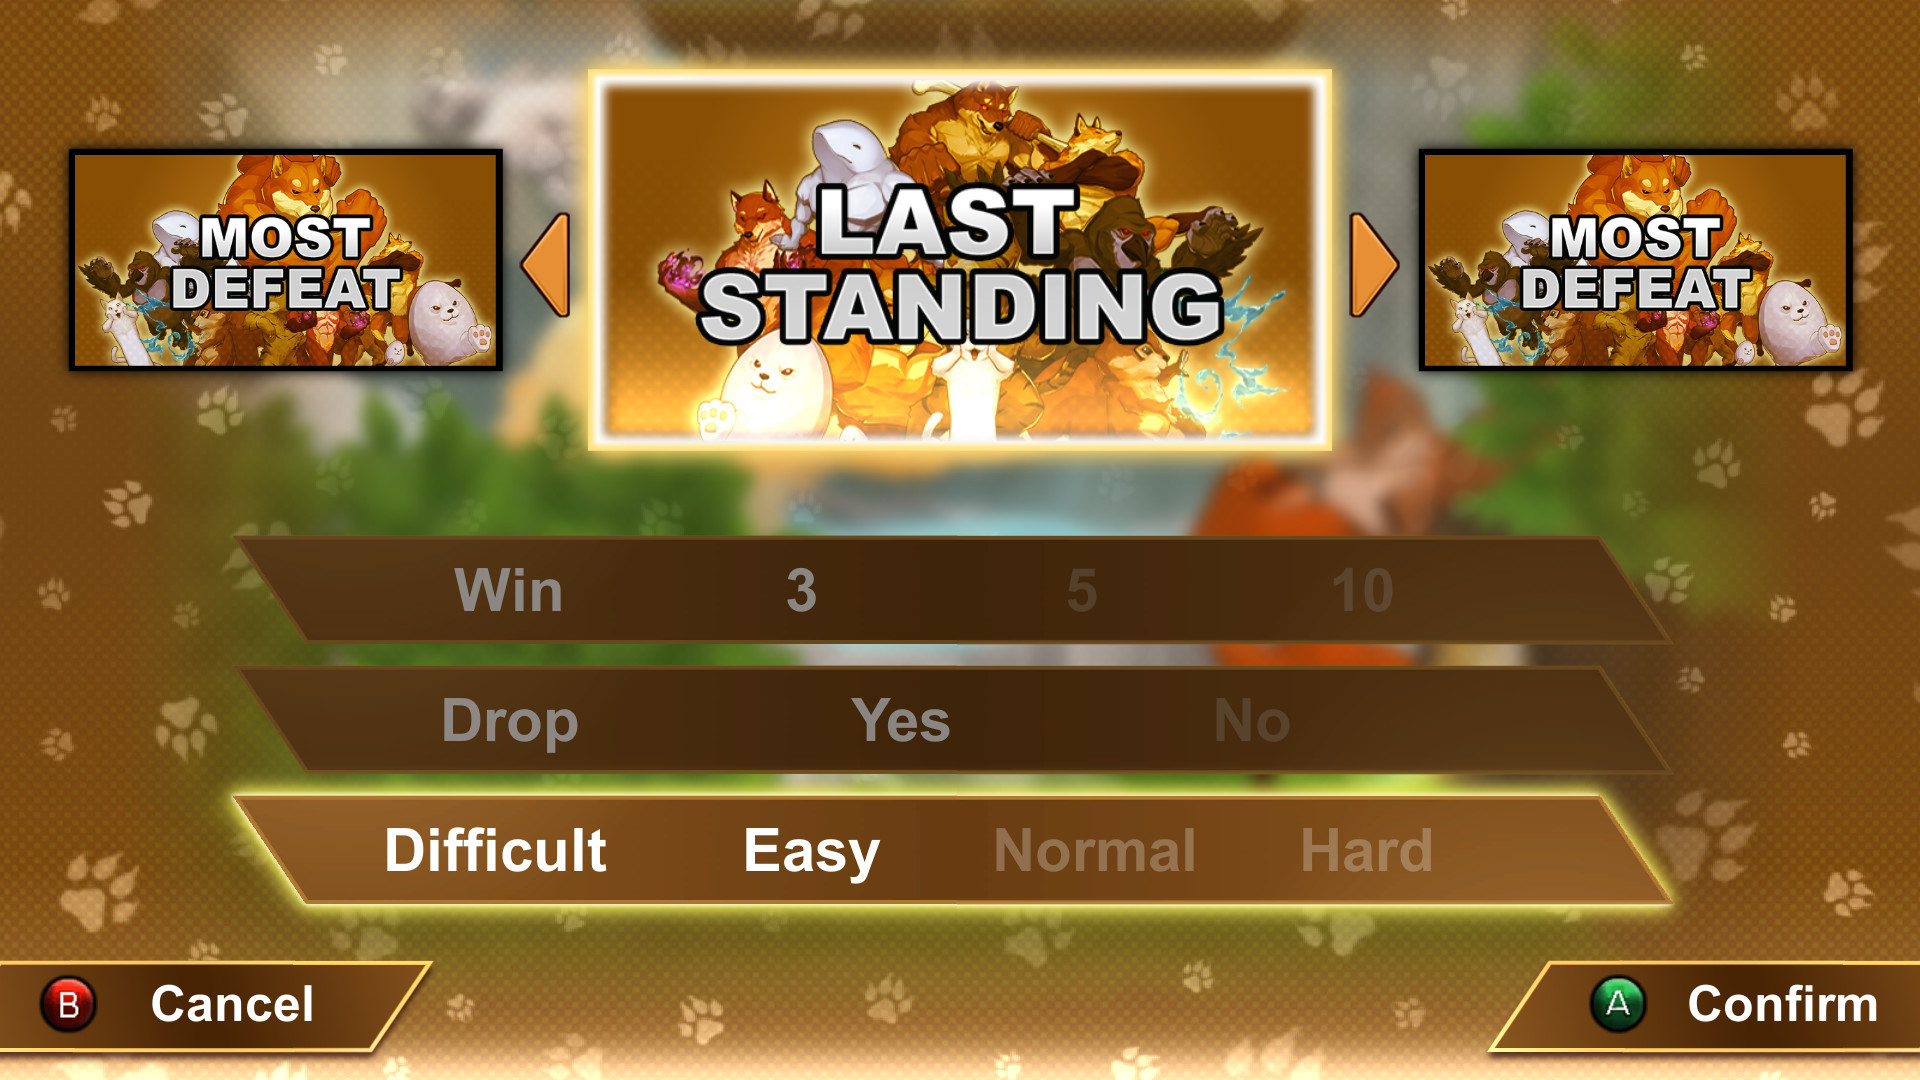 MOST
DEFEAT
LAST
STANDING
MOST
DEFEAT
Win 3 5 10
Drop Yes No
Difficult Easy Normal Hard
B Cancel
A Confirm